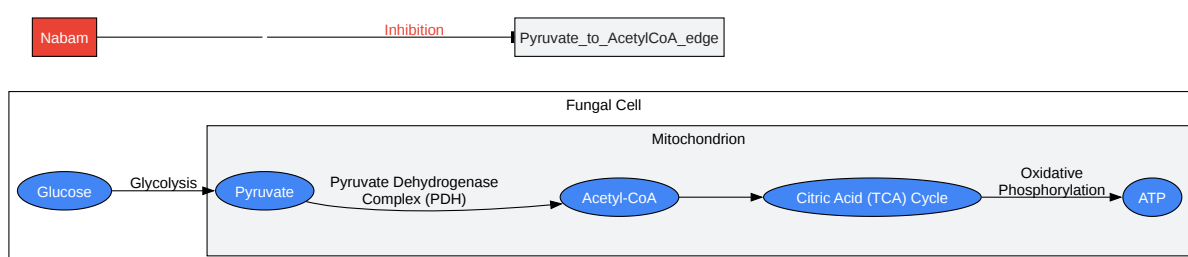 Nabam
Inhibition
Pyruvate_to_AcetylCoA_edge
Fungal Cell
Mitochondrion
Glucose
Glycolysis
Pyruvate
Pyruvate Dehydrogenase
Complex (PDH)
Acetyl-CoA
Citric Acid (TCA) Cycle
Oxidative
Phosphorylation
ATP